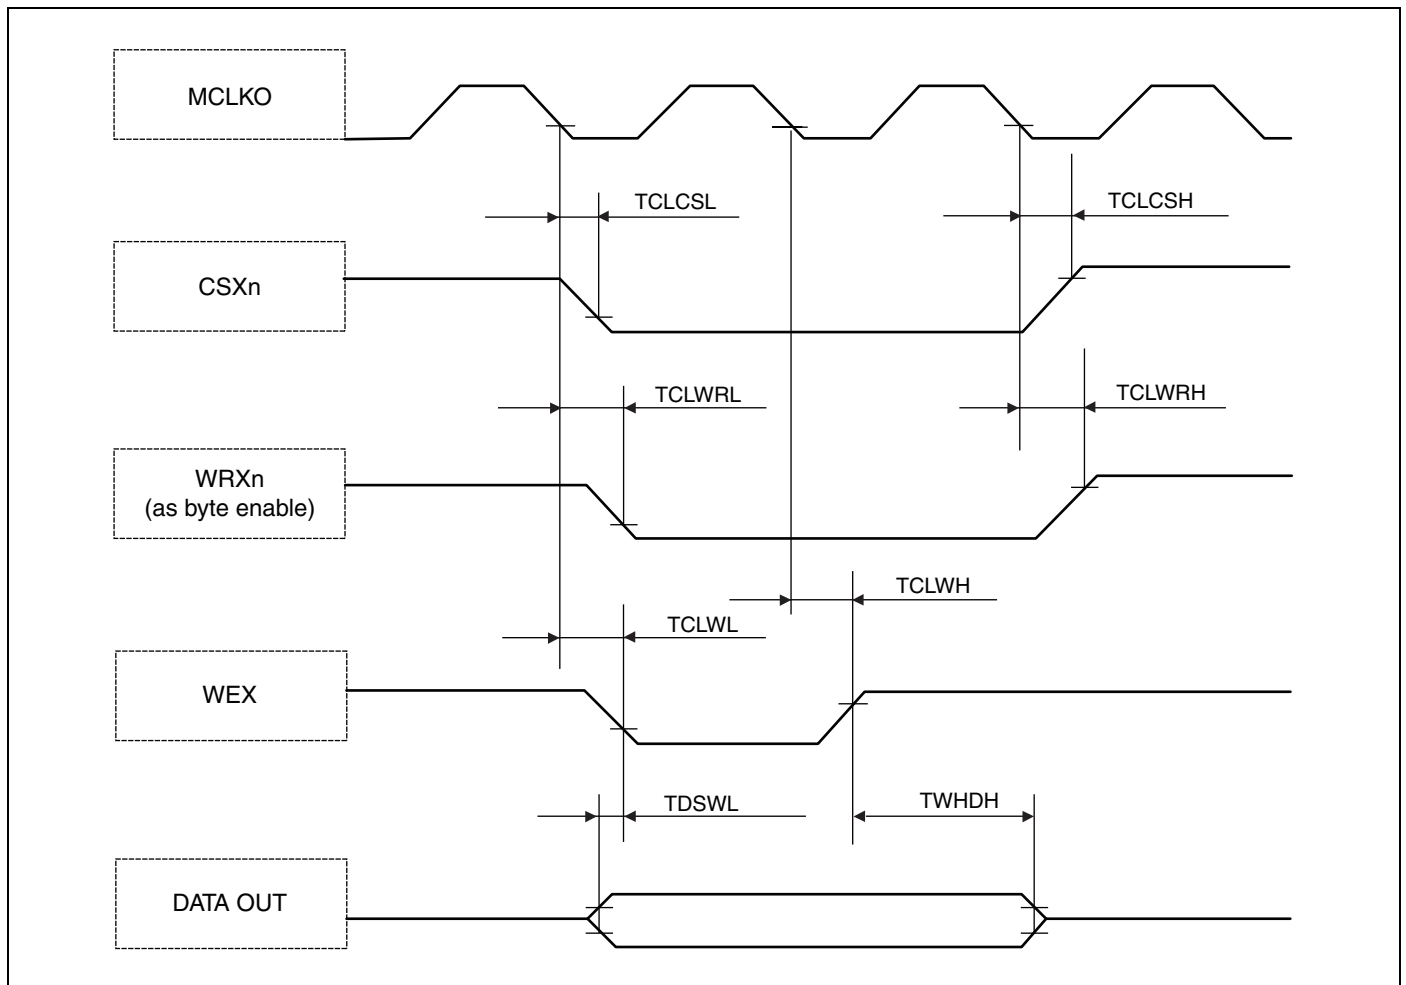 MCLKO
TCLCSL
TCLCSH
CSXn
TCLWRL
TCLWRH
WRXn
(as byte enable)
TCLWH
TCLWL
WEX
TDSWL
TWHDH
DATA OUT